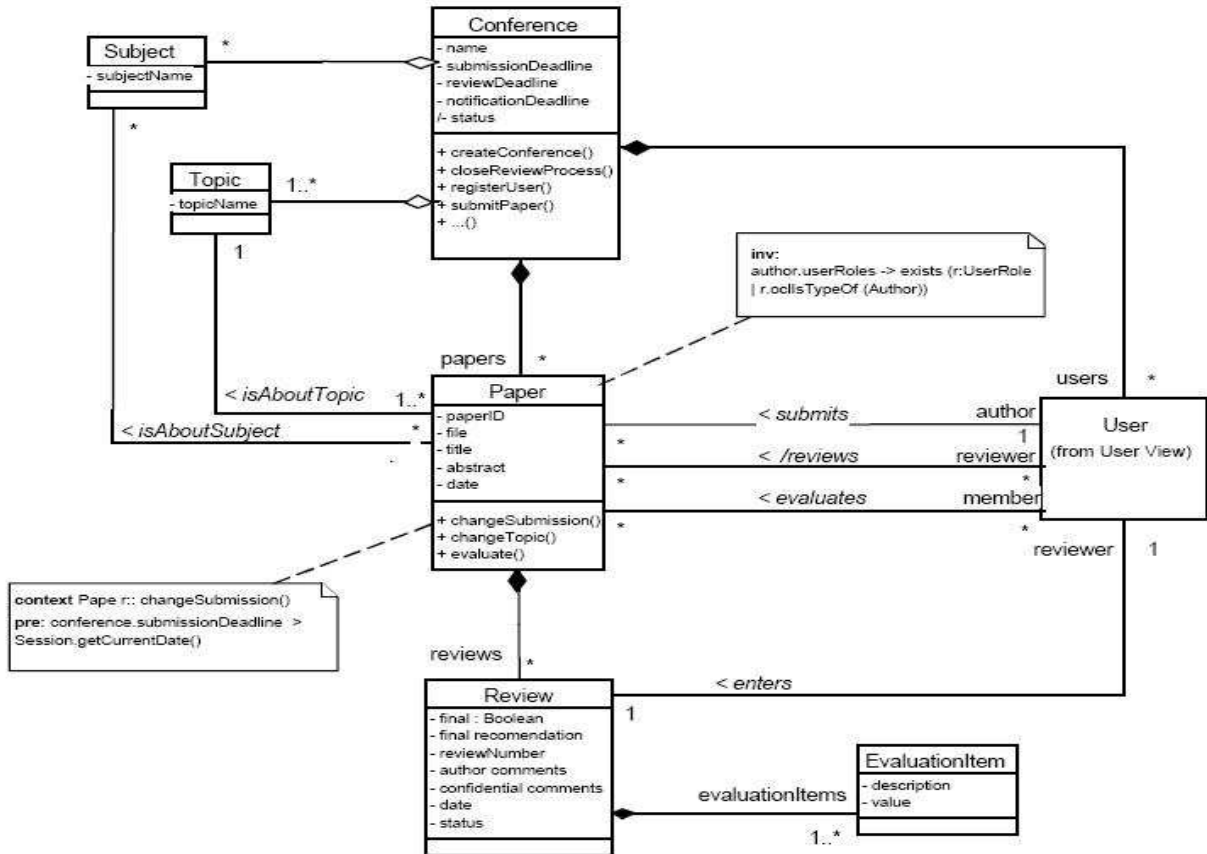 Conference
- name
- submissionDeadline
- reviewDeadline
- notificationDeadline
/- status
+ createConference()
+ closeReviewProcess()
+ registerUser()
+ submitPaper()
+ ...()
Subject
- subjectName
*
*
Topic
- topicName
1..*
1
inv:
author.userRoles -> exists (r:UserRole
| r.oclIsTypeOf (Author))
papers
*
users
*
< isAboutTopic
1..*
< isAboutSubject
*
Paper
- paperID
- file
- title
- abstract
- date
+ changeSubmission()
+ changeTopic()
+ evaluate()
< submits
author
*
1
< /reviews
reviewer
*
*
< evaluates
member
*
*
User
(from User View)
reviewer
1
context Pape r:: changeSubmission()
pre: conference.submissionDeadline >
Session.getCurrentDate()
reviews
*
< enters
1
Review
- final : Boolean
- final recomendation
- reviewNumber
- author comments
- confidential comments
- date
- status
evaluationItems
1..*
EvaluationItem
- description
- value